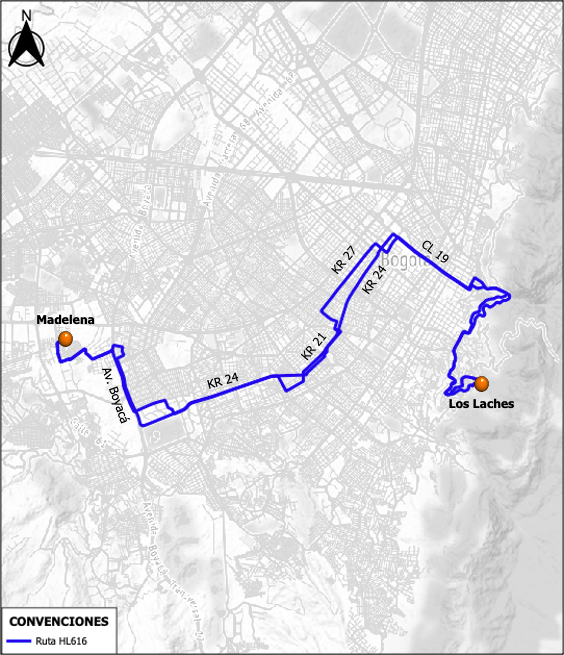 N
KR 27
Bogotá
KR 24
CL 19
Madelena
KR 21
KR 24
Av. Boyacá
Los Laches
CONVENCIONES
Ruta HL616